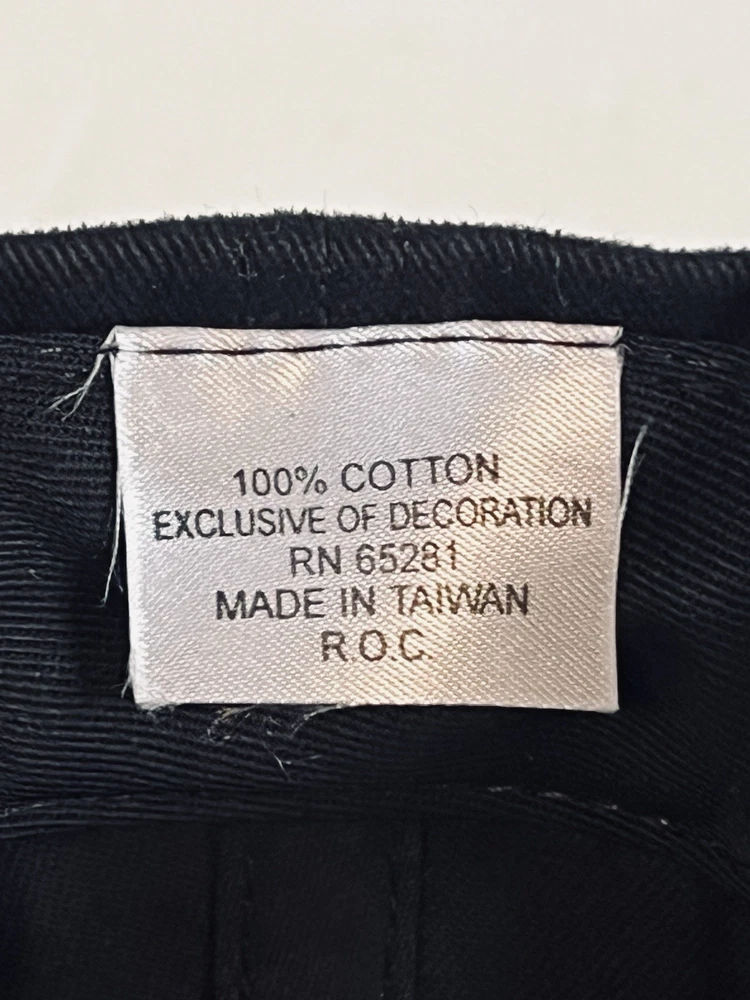 100% COTTON
EXCLUSIVE OF DECORATION
RN 65281
MADE IN TAIWAN
R.O.C.